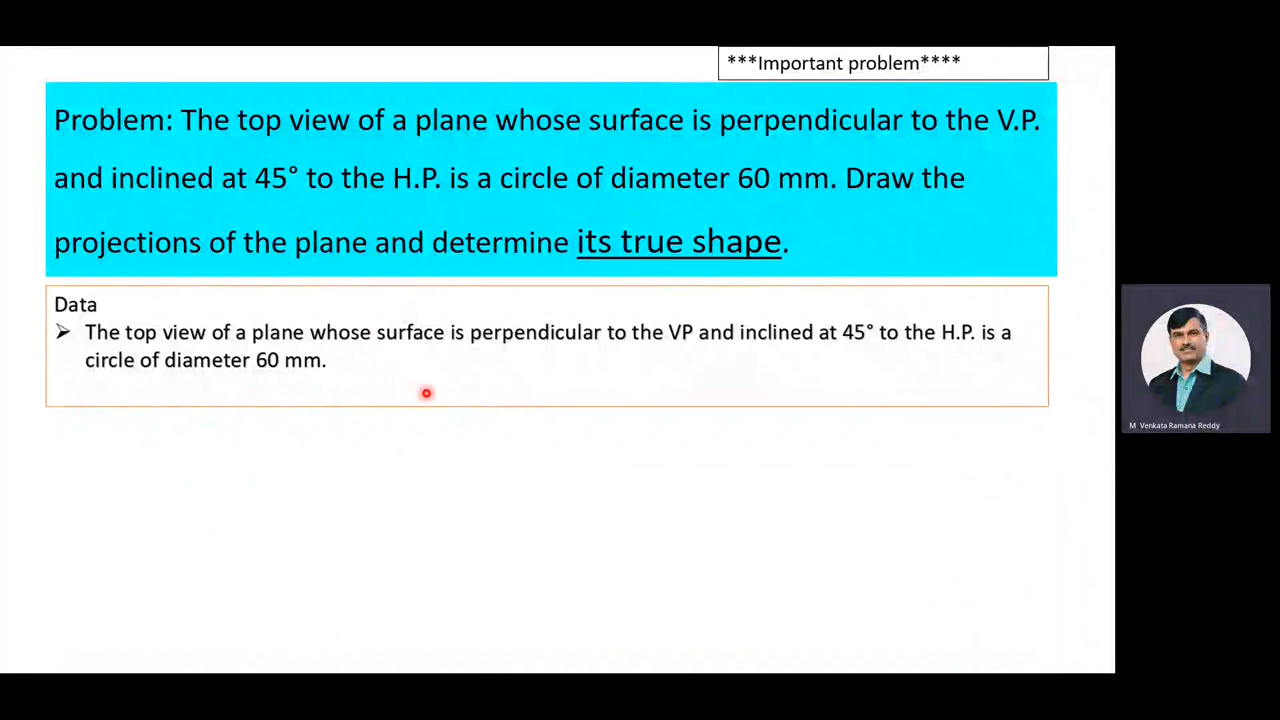 ***Important problem****
Problem: The top view of a plane whose surface is perpendicular to the V.P.
and inclined at 45° to the H.P. is a circle of diameter 60 mm. Draw the
projections of the plane and determine its true shape.
Data
➢ The top view of a plane whose surface is perpendicular to the VP and inclined at 45° to the H.P. is a
circle of diameter 60 mm.
M Venkata Ramana Reddy